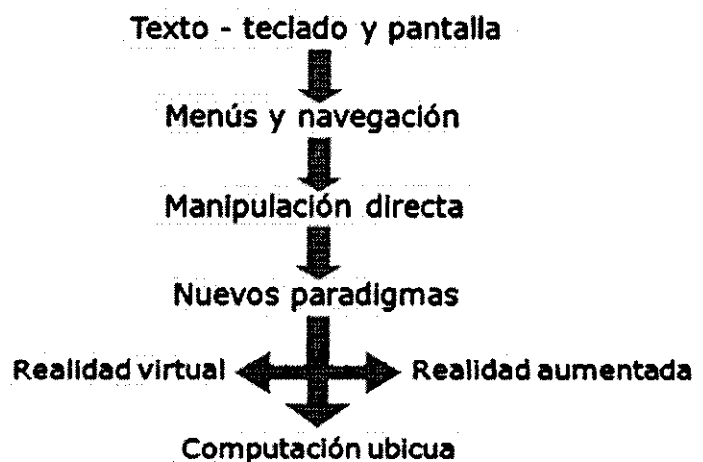 Texto - teclado y pantalla
Menús y navegación
Manipulación directa
Nuevos paradigmas
Realidad virtual
Realidad aumentada
Computación ubicua